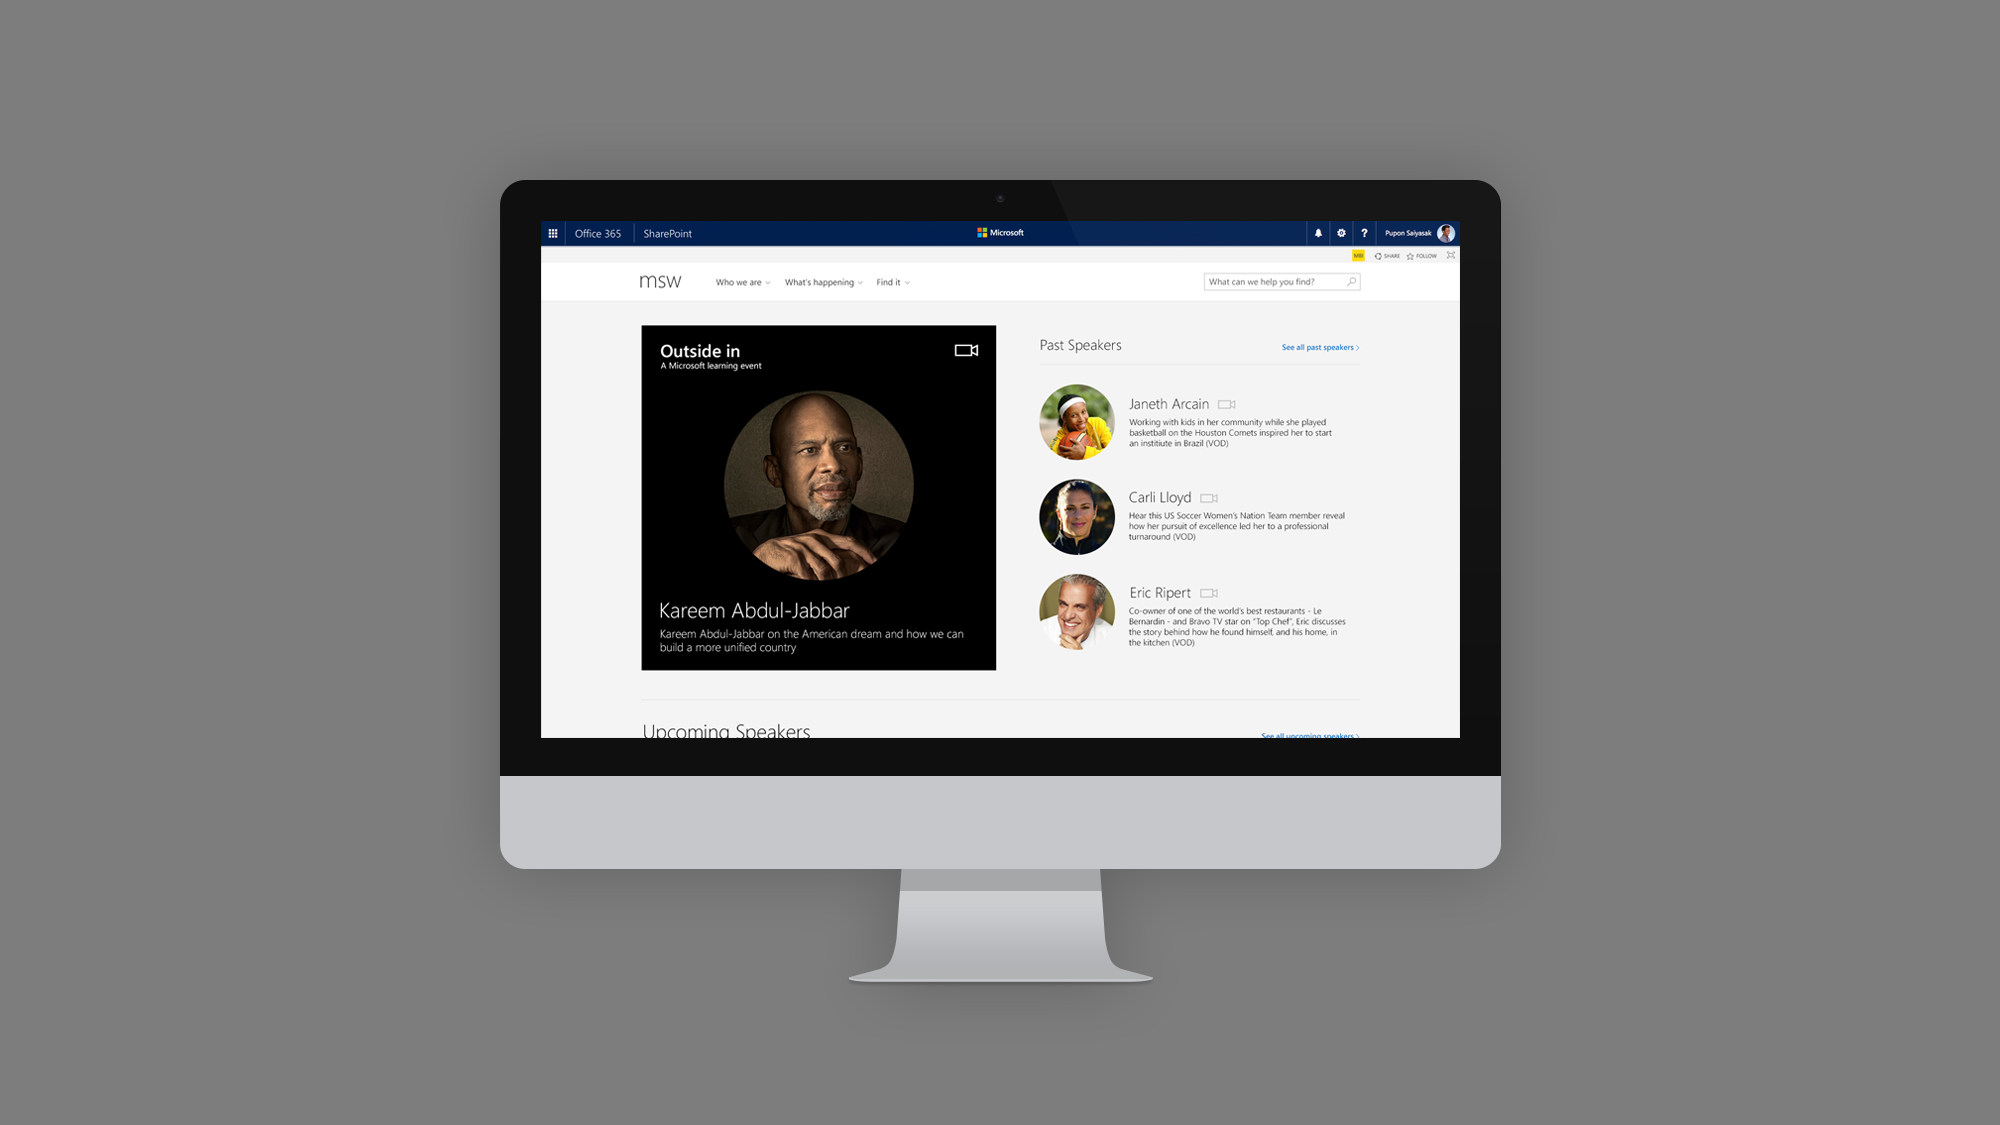 Office 365 SharePoint Microsoft ? Pupon Saiyasak
MBI SHARE FOLLOW
msw Who we are What's happening Find it What can we help you find?
Outside in
A Microsoft learning event
Kareem Abdul-Jabbar
Kareem Abdul-Jabbar on the American dream and how we can
build a more unified country
Past Speakers See all past speakers >
Janeth Arcain
Working with kids in her community while she played
basketball on the Houston Comets inspired her to start
an institiute in Brazil (VOD)
Carli Lloyd
Hear this US Soccer Women's Nation Team member reveal
how her pursuit of excellence led her to a professional
turnaround (VOD)
Eric Ripert
Co-owner of one of the world's best restaurants - Le
Bernardin - and Bravo TV star on "Top Chef", Eric discusses
the story behind how he found himself, and his home, in
the kitchen (VOD)
Upcoming Speakers See all upcoming speakers >